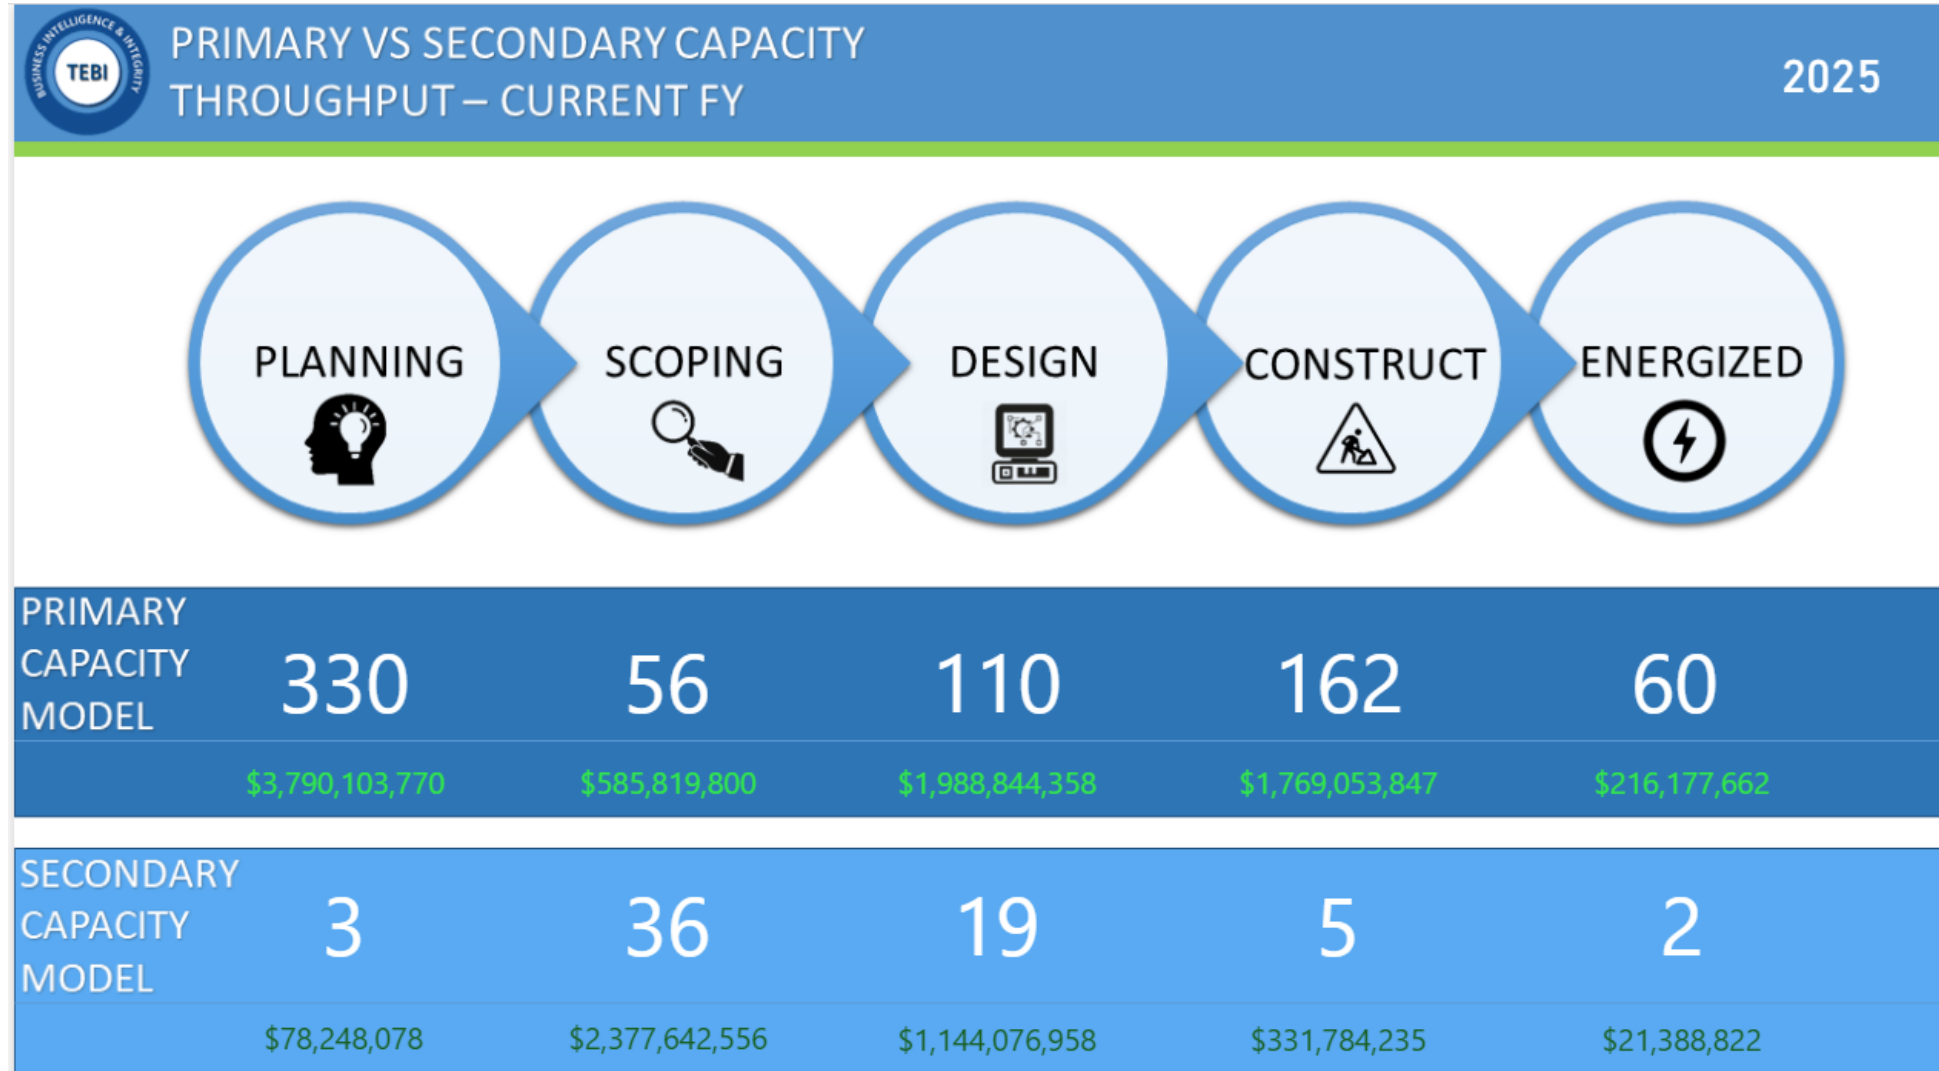 BUSINESS INTELLIGENCE & INTEGRITY
TEBI
PRIMARY VS SECONDARY CAPACITY
THROUGHPUT – CURRENT FY
2025
PLANNING
SCOPING
DESIGN
CONSTRUCT
ENERGIZED
PRIMARY
CAPACITY
MODEL
330
56
110
162
60
$3,790,103,770
$585,819,800
$1,988,844,358
$1,769,053,847
$216,177,662
SECONDARY
CAPACITY
MODEL
3
36
19
5
2
$78,248,078
$2,377,642,556
$1,144,076,958
$331,784,235
$21,388,822